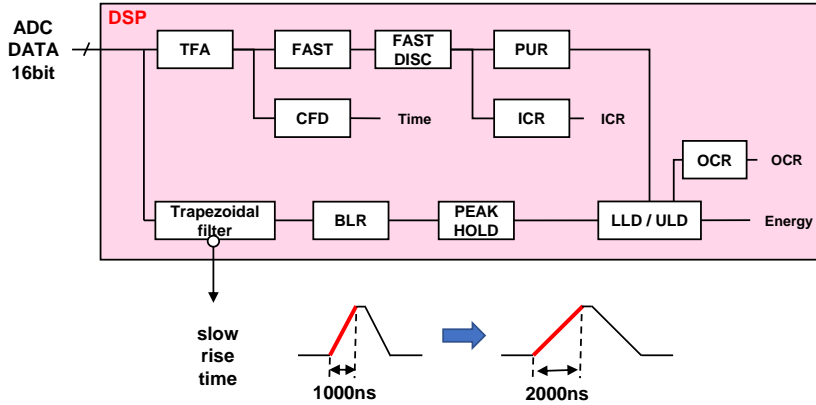 DSP
ADC
DATA
16bit
TFA
FAST
FAST
DISC
PUR
CFD
Time
ICR
ICR
OCR
OCR
Trapezoidal
filter
BLR
PEAK
HOLD
LLD / ULD
Energy
slow
rise
time
1000ns
2000ns